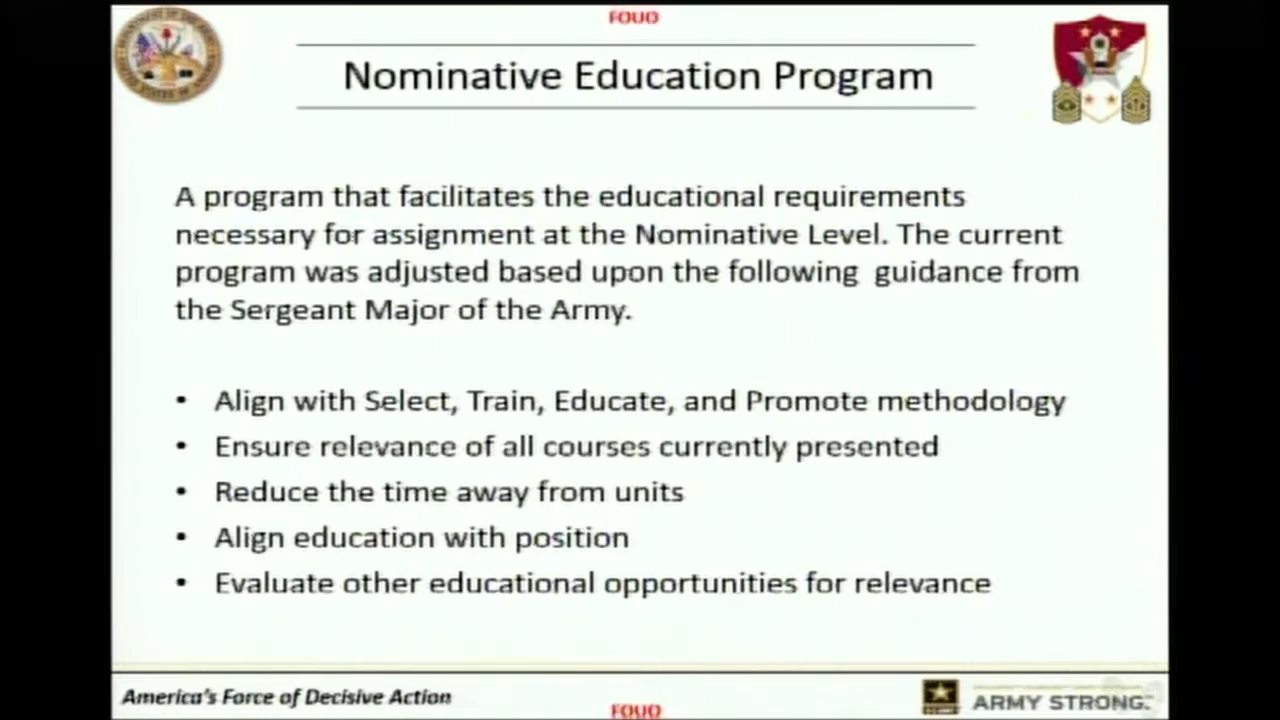 FOUO
Nominative Education Program
A program that facilitates the educational requirements
necessary for assignment at the Nominative Level. The current
program was adjusted based upon the following guidance from
the Sergeant Major of the Army.
• Align with Select, Train, Educate, and Promote methodology
• Ensure relevance of all courses currently presented
• Reduce the time away from units
• Align education with position
• Evaluate other educational opportunities for relevance
America's Force of Decisive Action
ARMY STRONG.
FOUO